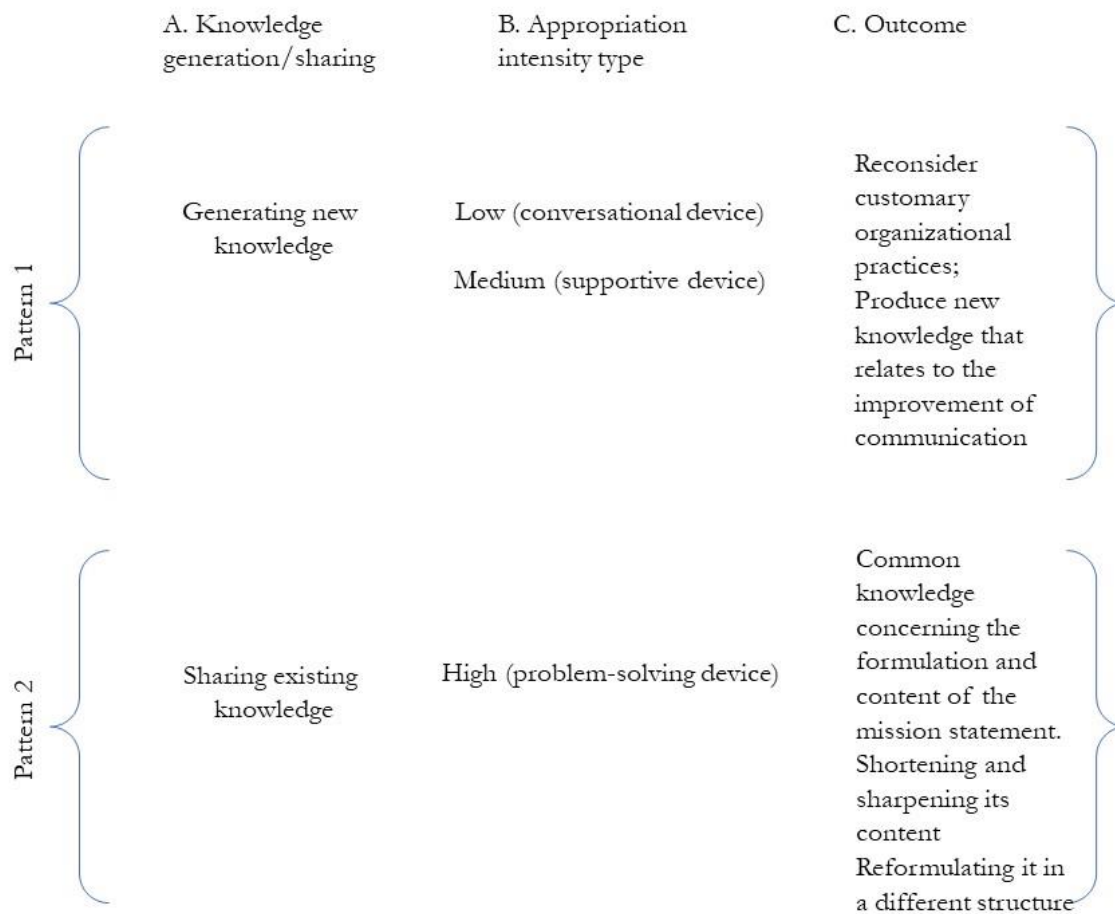 A. Knowledge
generation/sharing
B. Appropriation
intensity type
C. Outcome
Pattern 1
Generating new
knowledge
Low (conversational device)
Medium (supportive device)
Reconsider
customary
organizational
practices;
Produce new
knowledge that
relates to the
improvement of
communication
Pattern 2
Sharing existing
knowledge
High (problem-solving device)
Common
knowledge
concerning the
formulation and
content of the
mission statement.
Shortening and
sharpening its
content
Reformulating it in
a different structure